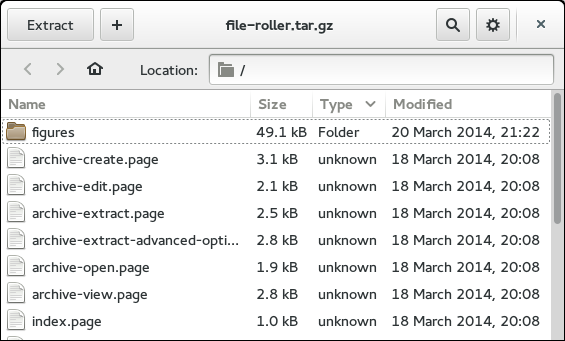 Extract + file-roller.tar.gz
Location: /
Name Size Type Modified
figures 49.1 kB Folder 20 March 2014, 21:22
archive-create.page 3.1 kB unknown 18 March 2014, 20:08
archive-edit.page 2.1 kB unknown 18 March 2014, 20:08
archive-extract.page 2.5 kB unknown 18 March 2014, 20:08
archive-extract-advanced-opti... 2.8 kB unknown 18 March 2014, 20:08
archive-open.page 1.9 kB unknown 18 March 2014, 20:08
archive-view.page 2.8 kB unknown 18 March 2014, 20:08
index.page 1.0 kB unknown 18 March 2014, 20:08